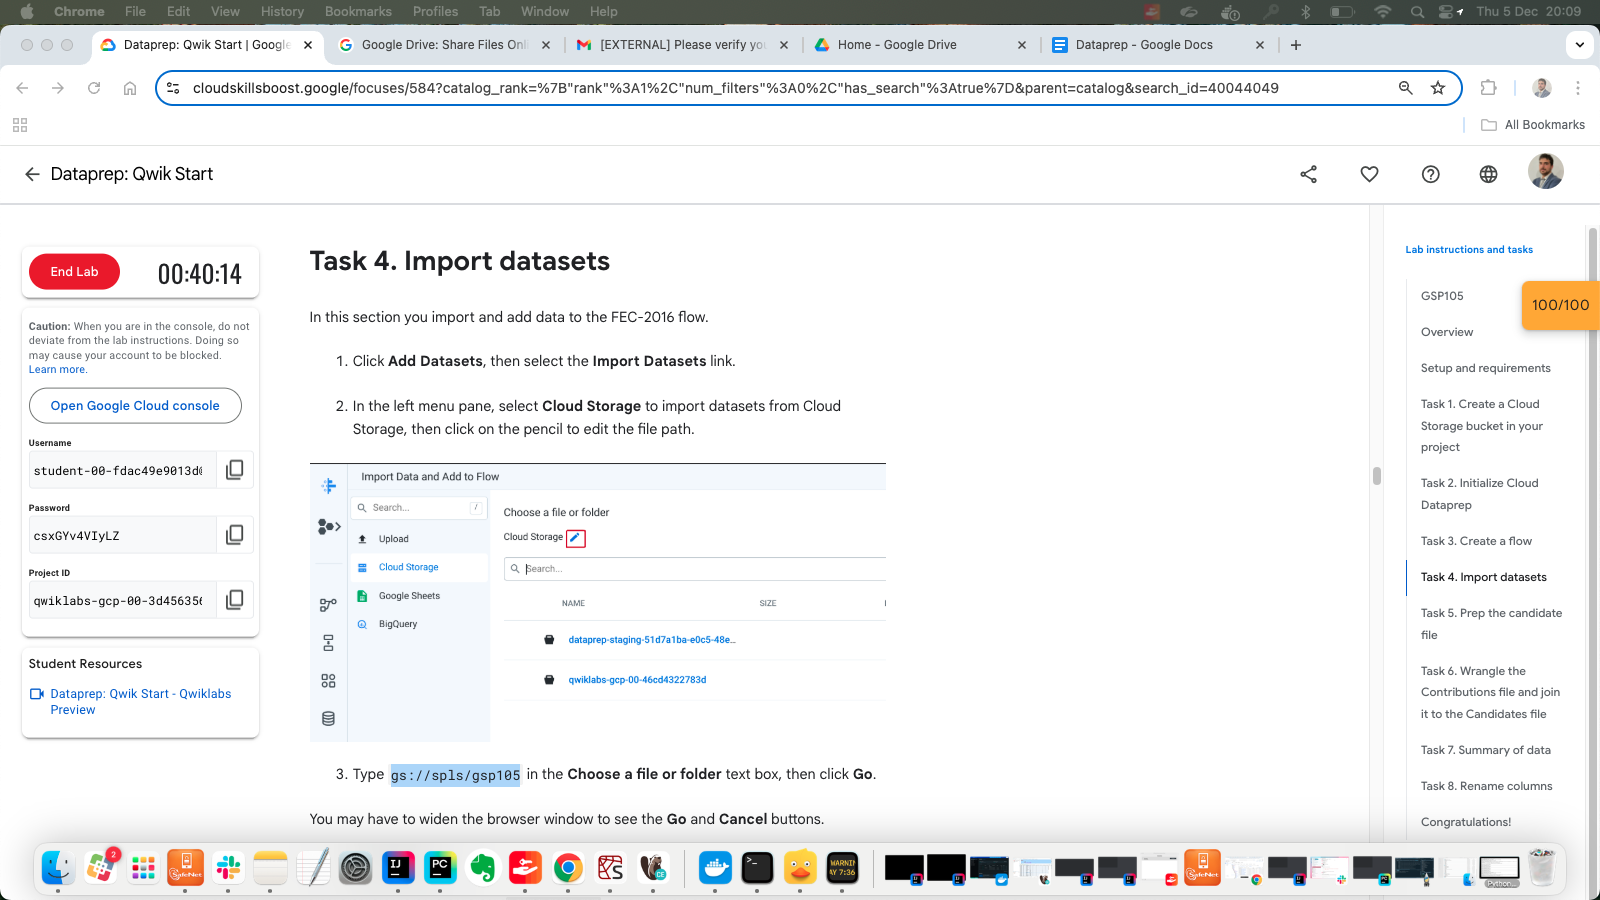 Chrome File Edit View History Bookmarks Profiles Tab Window Help Thu 5 Dec 20:09
Dataprep: Qwik Start | Google
Google Drive: Share Files Onl
[EXTERNAL] Please verify you
Home - Google Drive
Dataprep - Google Docs
cloudskillsboost.google/focuses/584?catalog_rank=%7B"rank"%3A1%2C"num_filters"%3A0%2C"has_search"%3Atrue%7D&parent=catalog&search_id=40044049
All Bookmarks
Dataprep: Qwik Start
End Lab
00:40:14
Caution: When you are in the console, do not
deviate from the lab instructions. Doing so
may cause your account to be blocked.
Learn more.
Open Google Cloud console
Username
student-00-fdac49e9013d0
Password
csxGYv4VIyLZ
Project ID
qwiklabs-gcp-00-3d456356
Student Resources
Dataprep: Qwik Start - Qwiklabs
Preview
Task 4. Import datasets
In this section you import and add data to the FEC-2016 flow.
1. Click Add Datasets, then select the Import Datasets link.
2. In the left menu pane, select Cloud Storage to import datasets from Cloud
Storage, then click on the pencil to edit the file path.
Import Data and Add to Flow
Search... /
Upload
Cloud Storage
Google Sheets
BigQuery
Choose a file or folder
Cloud Storage
Search...
NAME SIZE
dataprep-staging-51d7a1ba-e0c5-48e...
qwiklabs-gcp-00-46cd4322783d
3. Type gs://spls/gsp105 in the Choose a file or folder text box, then click Go.
You may have to widen the browser window to see the Go and Cancel buttons.
Lab instructions and tasks
GSP105
100/100
Overview
Setup and requirements
Task 1. Create a Cloud
Storage bucket in your
project
Task 2. Initialize Cloud
Dataprep
Task 3. Create a flow
Task 4. Import datasets
Task 5. Prep the candidate
file
Task 6. Wrangle the
Contributions file and join
it to the Candidates file
Task 7. Summary of data
Task 8. Rename columns
Congratulations!
2
SafeNet
IJ
PC
CE
WARNIN
AY 7:36
SafeNet
Python